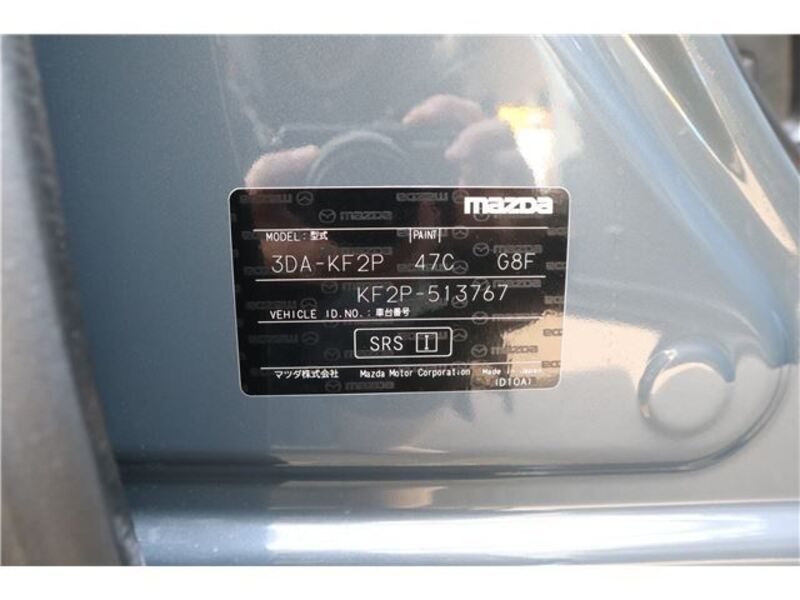 mazda
MODEL:型式 PAINT
3DA-KF2P 47C G8F
KF2P-513767
VEHICLE ID.NO.:車台番号
SRS I
マツダ株式会社 Mazda Motor Corporation Made in Japan
(D10A)